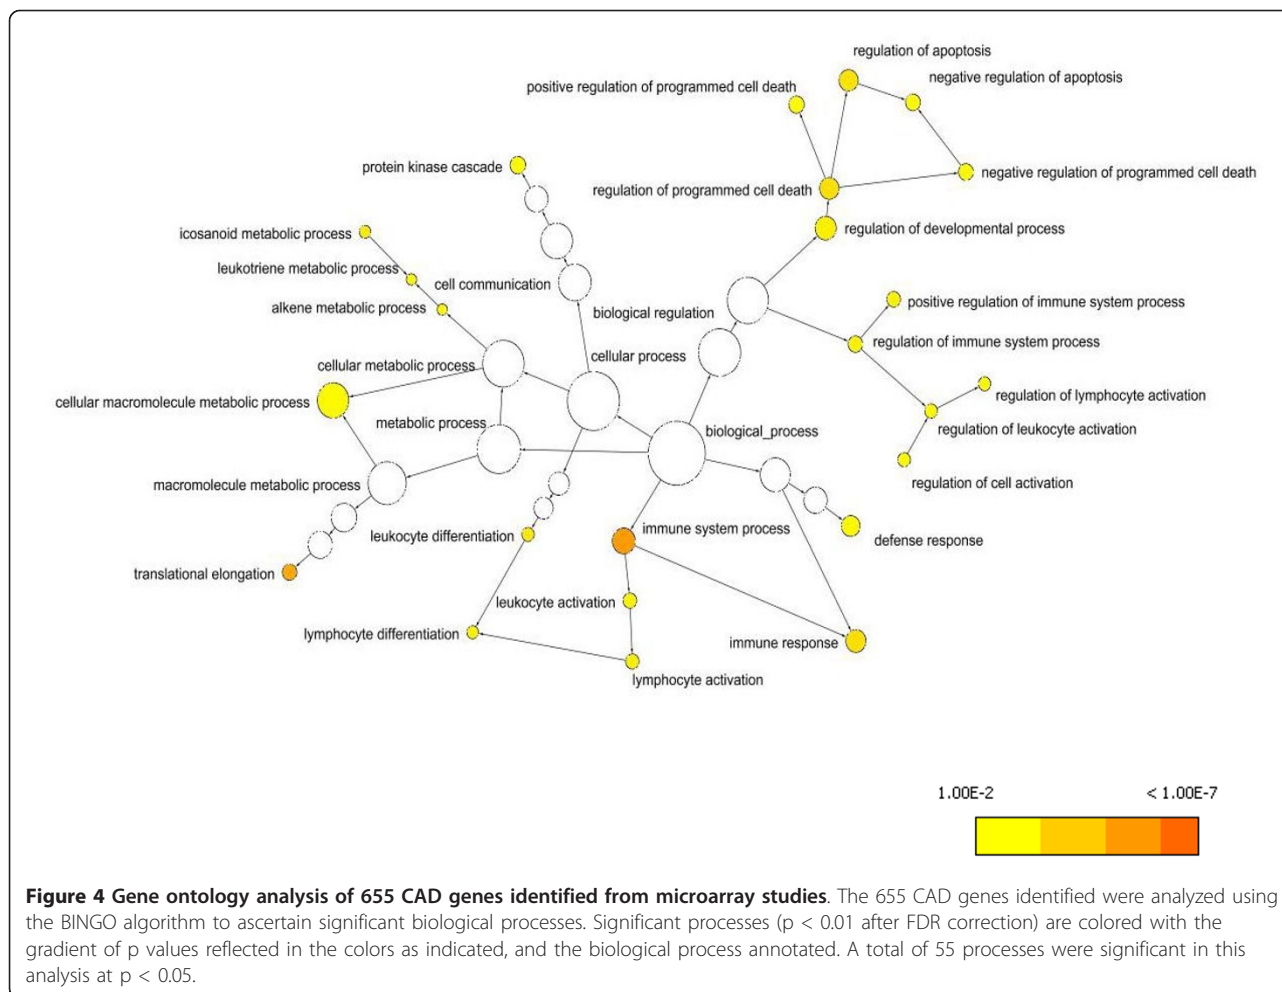 regulation of apoptosis
negative regulation of apoptosis
positive regulation of programmed cell death
protein kinase cascade
negative regulation of programmed cell death
regulation of programmed cell death
icosanoid metabolic process
regulation of developmental process
leukotriene metabolic process
cell communication
alkene metabolic process
biological regulation
positive regulation of immune system process
regulation of immune system process
cellular process
cellular metabolic process
regulation of lymphocyte activation
cellular macromolecule metabolic process
metabolic process
biological_process
regulation of leukocyte activation
macromolecule metabolic process
regulation of cell activation
immune system process
leukocyte differentiation
defense response
translational elongation
leukocyte activation
lymphocyte differentiation
immune response
lymphocyte activation
1.00E-2 < 1.00E-7
Figure 4 Gene ontology analysis of 655 CAD genes identified from microarray studies. The 655 CAD genes identified were analyzed using
the BINGO algorithm to ascertain significant biological processes. Significant processes (p < 0.01 after FDR correction) are colored with the
gradient of p values reflected in the colors as indicated, and the biological process annotated. A total of 55 processes were significant in this
analysis at p < 0.05.